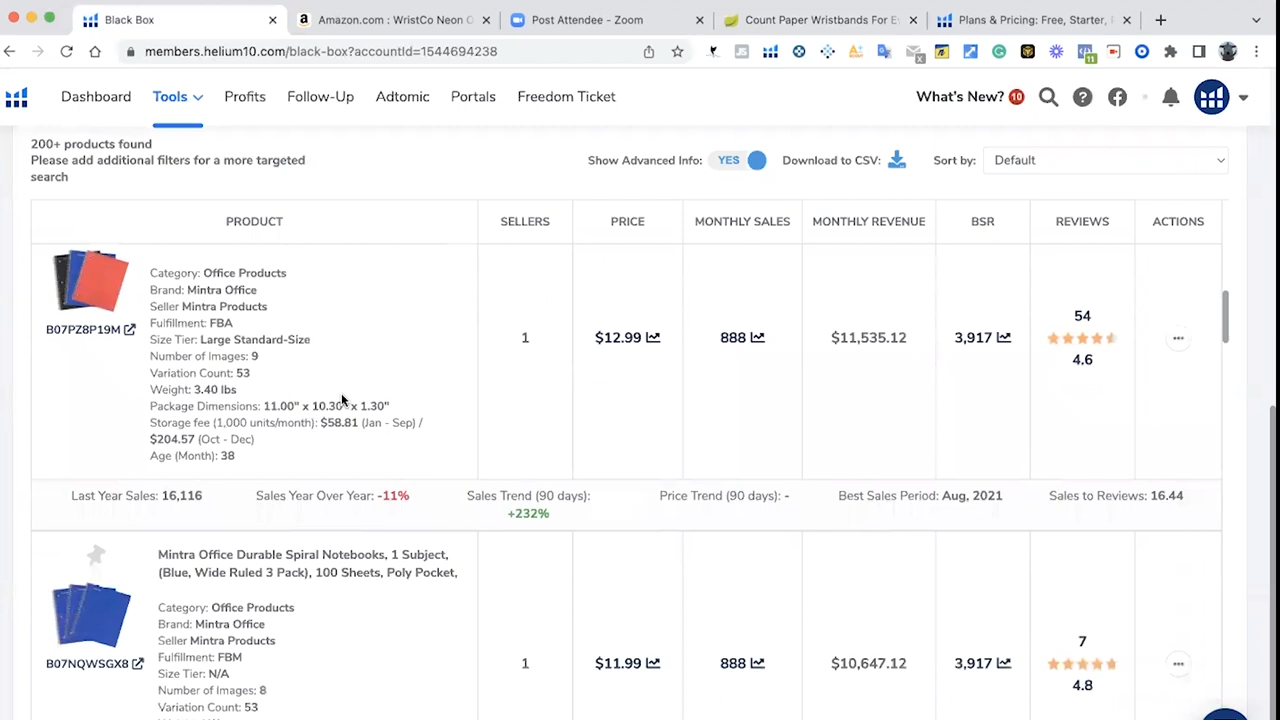 Black Box
Amazon.com : WristCo Neon O
Post Attendee - Zoom
Count Paper Wristbands For Ev
Plans & Pricing: Free, Starter,
members.helium10.com/black-box?accountId=1544694238
11
Dashboard
Tools
Profits
Follow-Up
Adtomic
Portals
Freedom Ticket
What's New? 10
200+ products found
Please add additional filters for a more targeted
search
Show Advanced Info: YES
Download to CSV:
Sort by: Default
PRODUCT
SELLERS
PRICE
MONTHLY SALES
MONTHLY REVENUE
BSR
REVIEWS
ACTIONS
B07PZ8P19M
Category: Office Products
Brand: Mintra Office
Seller Mintra Products
Fulfillment: FBA
Size Tier: Large Standard-Size
Number of Images: 9
Variation Count: 53
Weight: 3.40 lbs
Package Dimensions: 11.00" x 10.30" x 1.30"
Storage fee (1,000 units/month): $58.81 (Jan - Sep) /
$204.57 (Oct - Dec)
Age (Month): 38
1
$12.99
888
$11,535.12
3,917
54
4.6
Last Year Sales: 16,116
Sales Year Over Year: -11%
Sales Trend (90 days):
+232%
Price Trend (90 days): -
Best Sales Period: Aug, 2021
Sales to Reviews: 16.44
Mintra Office Durable Spiral Notebooks, 1 Subject,
(Blue, Wide Ruled 3 Pack), 100 Sheets, Poly Pocket,
B07NQWSGX8
Category: Office Products
Brand: Mintra Office
Seller Mintra Products
Fulfillment: FBM
Size Tier: N/A
Number of Images: 8
Variation Count: 53
1
$11.99
888
$10,647.12
3,917
7
4.8